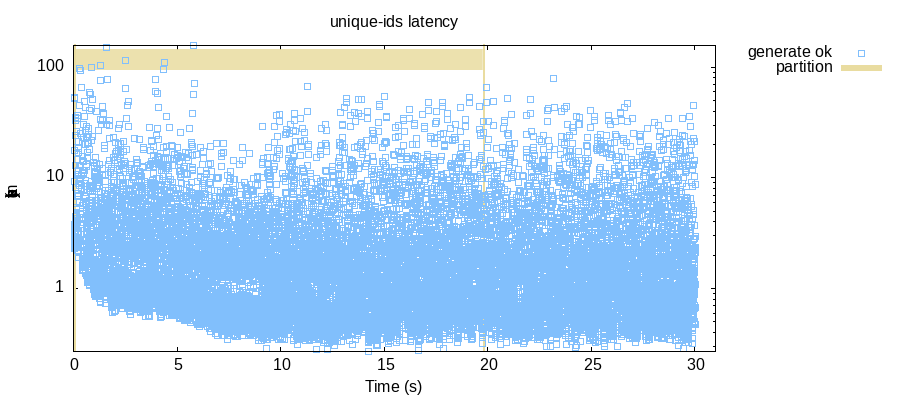 unique-ids latency
generate ok
partition
100
10
1
0 5 10 15 20 25 30
Time (s)